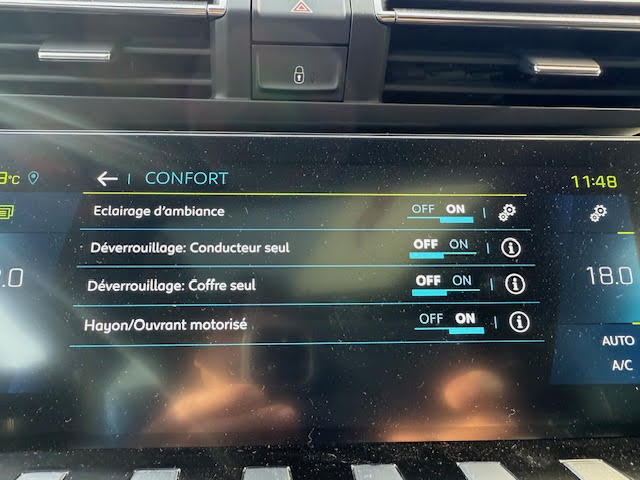 CONFORT
11:48
Eclairage d'ambiance OFF ON
Déverrouillage: Conducteur seul OFF ON
Déverrouillage: Coffre seul OFF ON
18.0
Hayon/Ouvrant motorisé OFF ON
AUTO
A/C